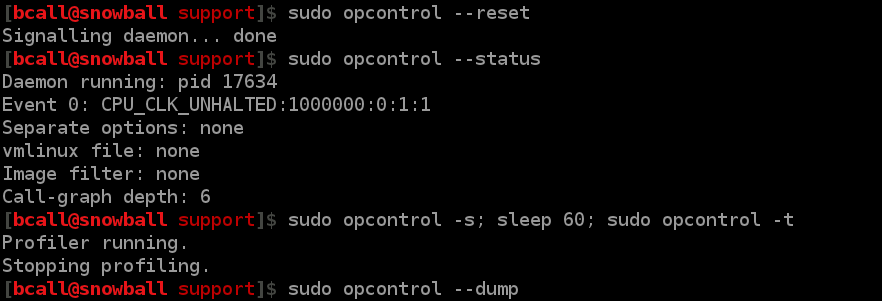 [bcall@snowball support]$ sudo opcontrol --reset
Signalling daemon... done
[bcall@snowball support]$ sudo opcontrol --status
Daemon running: pid 17634
Event 0: CPU_CLK_UNHALTED:1000000:0:1:1
Separate options: none
vmlinux file: none
Image filter: none
Call-graph depth: 6
[bcall@snowball support]$ sudo opcontrol -s; sleep 60; sudo opcontrol -t
Profiler running.
Stopping profiling.
[bcall@snowball support]$ sudo opcontrol --dump